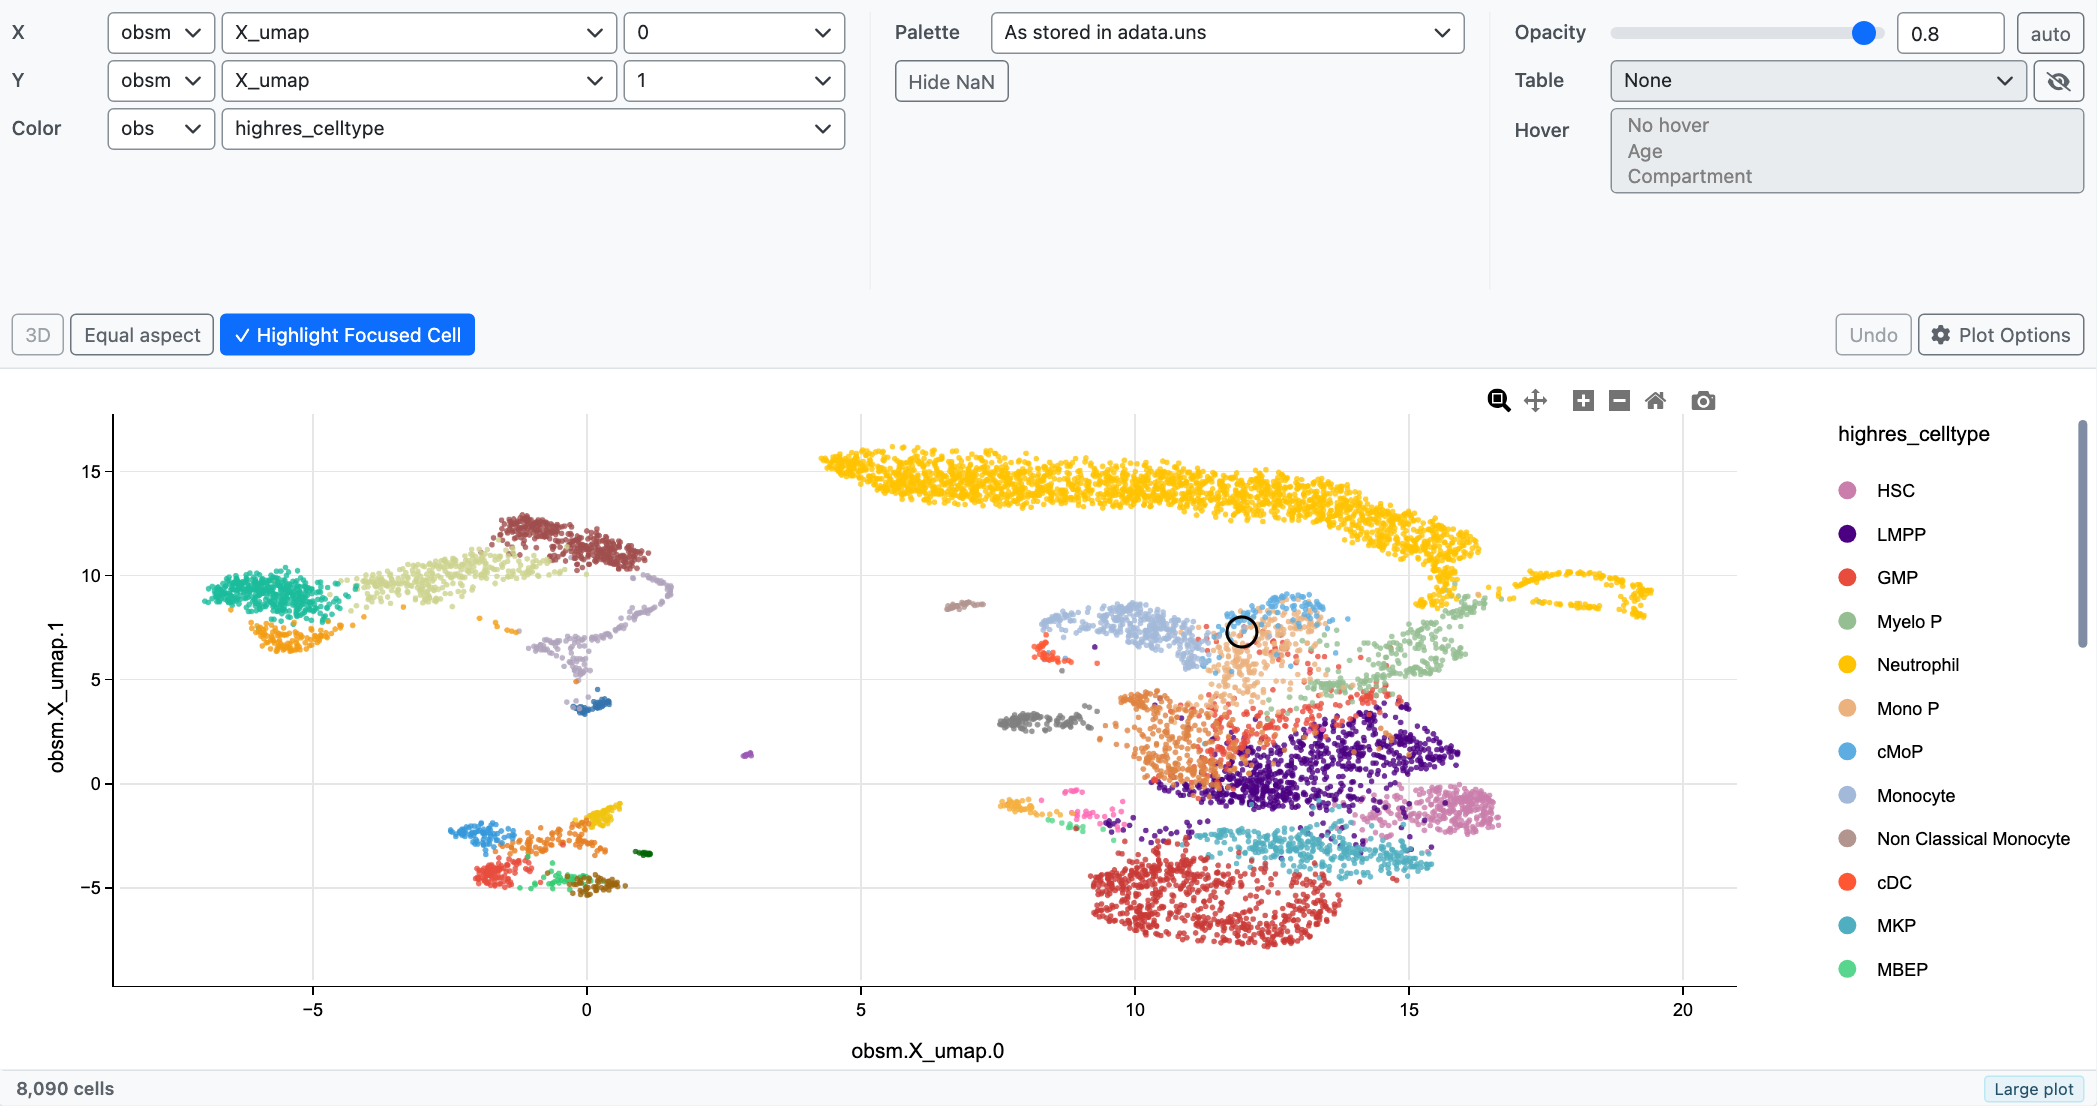 X obsm X_umap 0 Palette As stored in adata.uns Opacity 0.8 auto
Y obsm X_umap 1 Hide NaN Table None
Color obs highres_celltype Hover No hover
Age
Compartment
3D Equal aspect ✓ Highlight Focused Cell Undo Plot Options
highres_celltype
HSC
LMPP
GMP
Myelo P
Neutrophil
Mono P
cMoP
Monocyte
Non Classical Monocyte
cDC
MKP
MBEP
obsm.X_umap.1
15
10
5
0
−5
−5 0 5 10 15 20
obsm.X_umap.0
8,090 cells Large plot